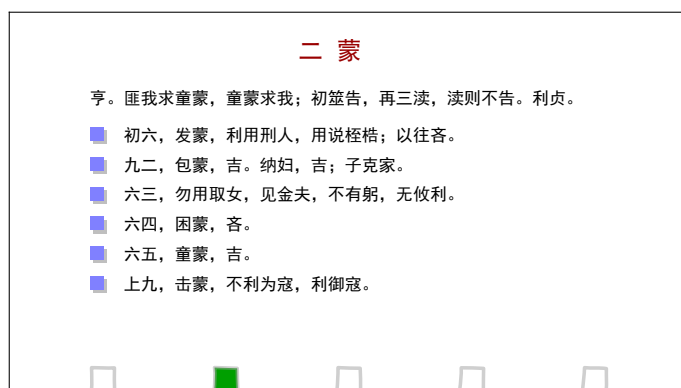 二 蒙
亨。匪我求童蒙，童蒙求我；初筮告，再三渎，渎则不告。利贞。
初六，发蒙，利用刑人，用说桎梏；以往吝。
九二，包蒙，吉。纳妇，吉；子克家。
六三，勿用取女，见金夫，不有躬，无攸利。
六四，困蒙，吝。
六五，童蒙，吉。
上九，击蒙，不利为寇，利御寇。